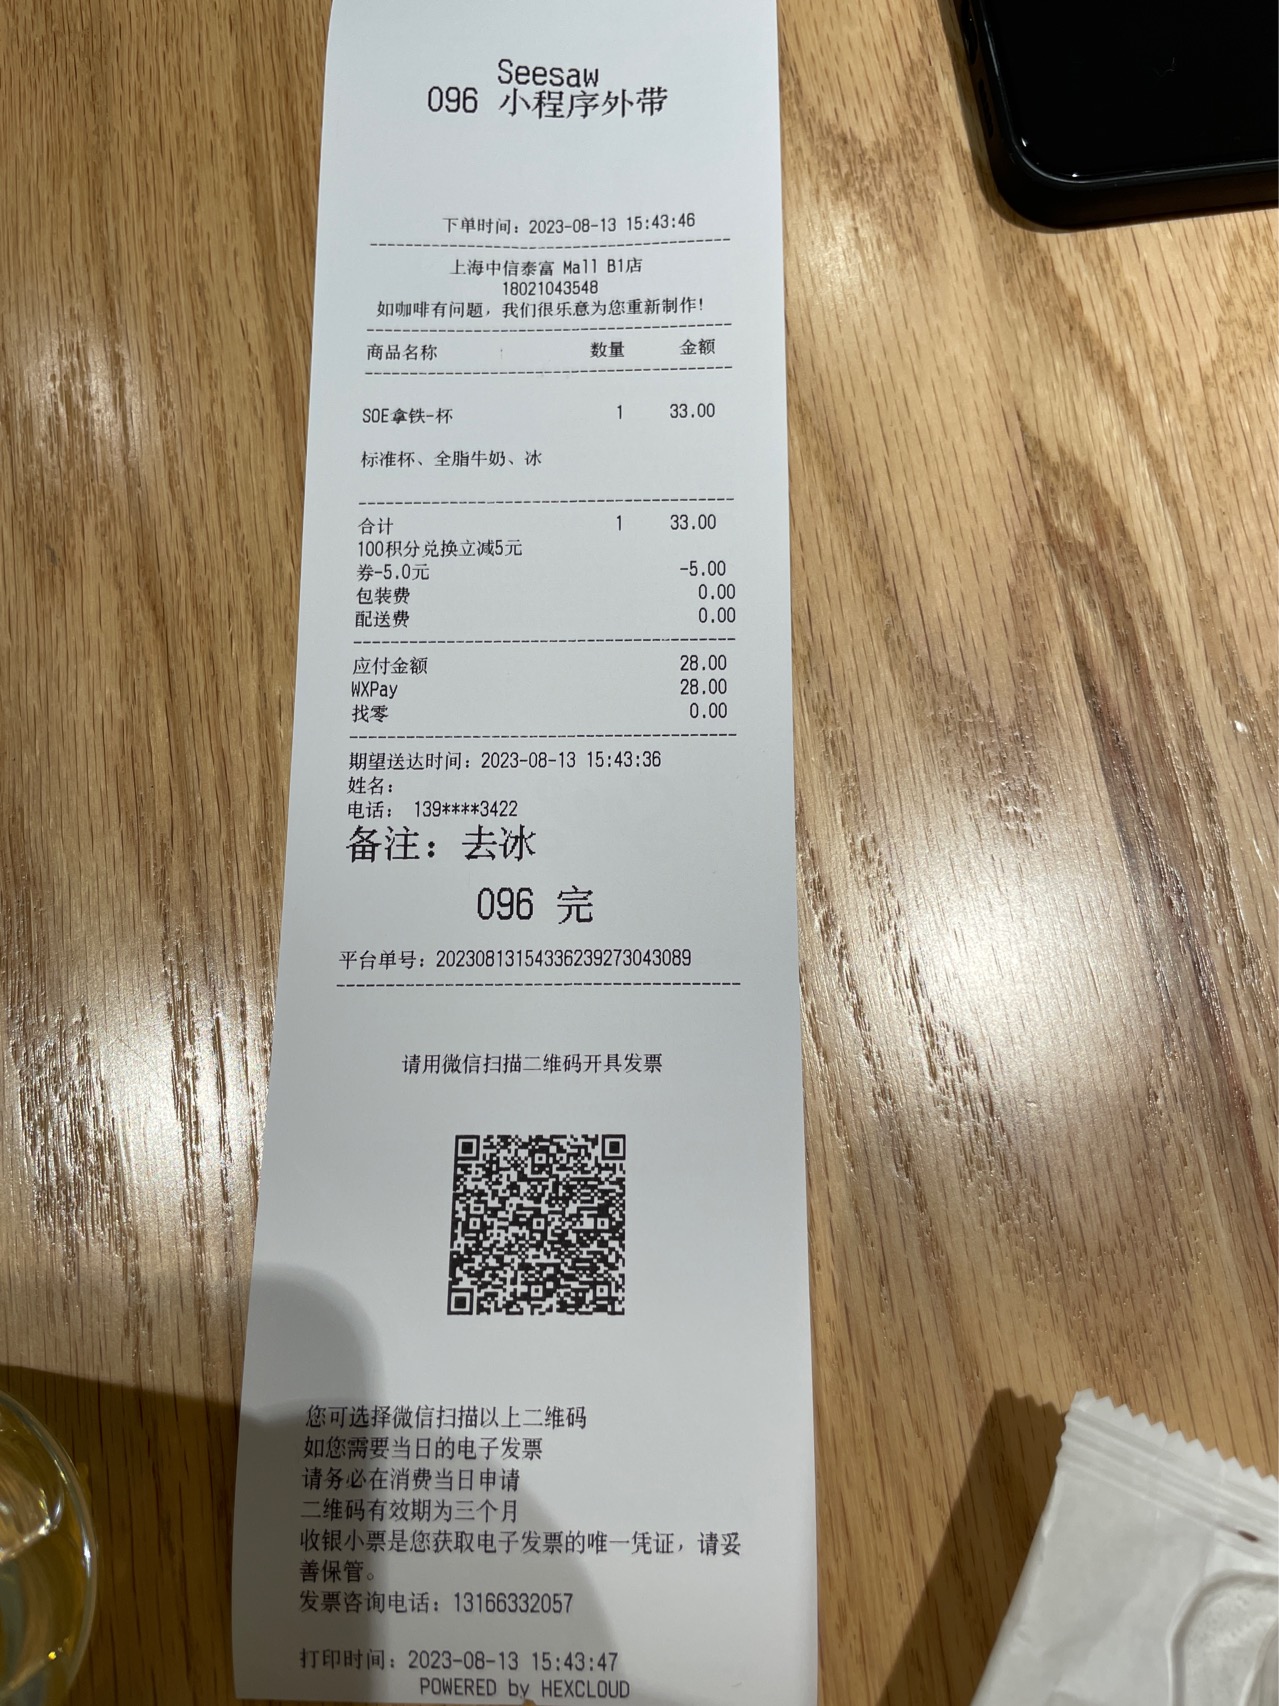 Seesaw
096 小程序外带
下单时间：2023-08-13 15:43:46
上海中信泰富 Mall B1店
18021043548
如咖啡有问题，我们很乐意为您重新制作！
商品名称 数量 金额
SOE拿铁-杯 1 33.00
标准杯、全脂牛奶、冰
合计 1 33.00
100积分兑换立减5元
券-5.0元 -5.00
包装费 0.00
配送费 0.00
应付金额 28.00
WXPay 28.00
找零 0.00
期望送达时间：2023-08-13 15:43:36
姓名：
电话： 139****3422
备注：去冰
096 完
平台单号：20230813154336239273043089
请用微信扫描二维码开具发票
您可选择微信扫描以上二维码
如您需要当日的电子发票
请务必在消费当日申请
二维码有效期为三个月
收银小票是您获取电子发票的唯一凭证，请妥
善保管。
发票咨询电话：13166332057
打印时间：2023-08-13 15:43:47
POWERED by HEXCLOUD